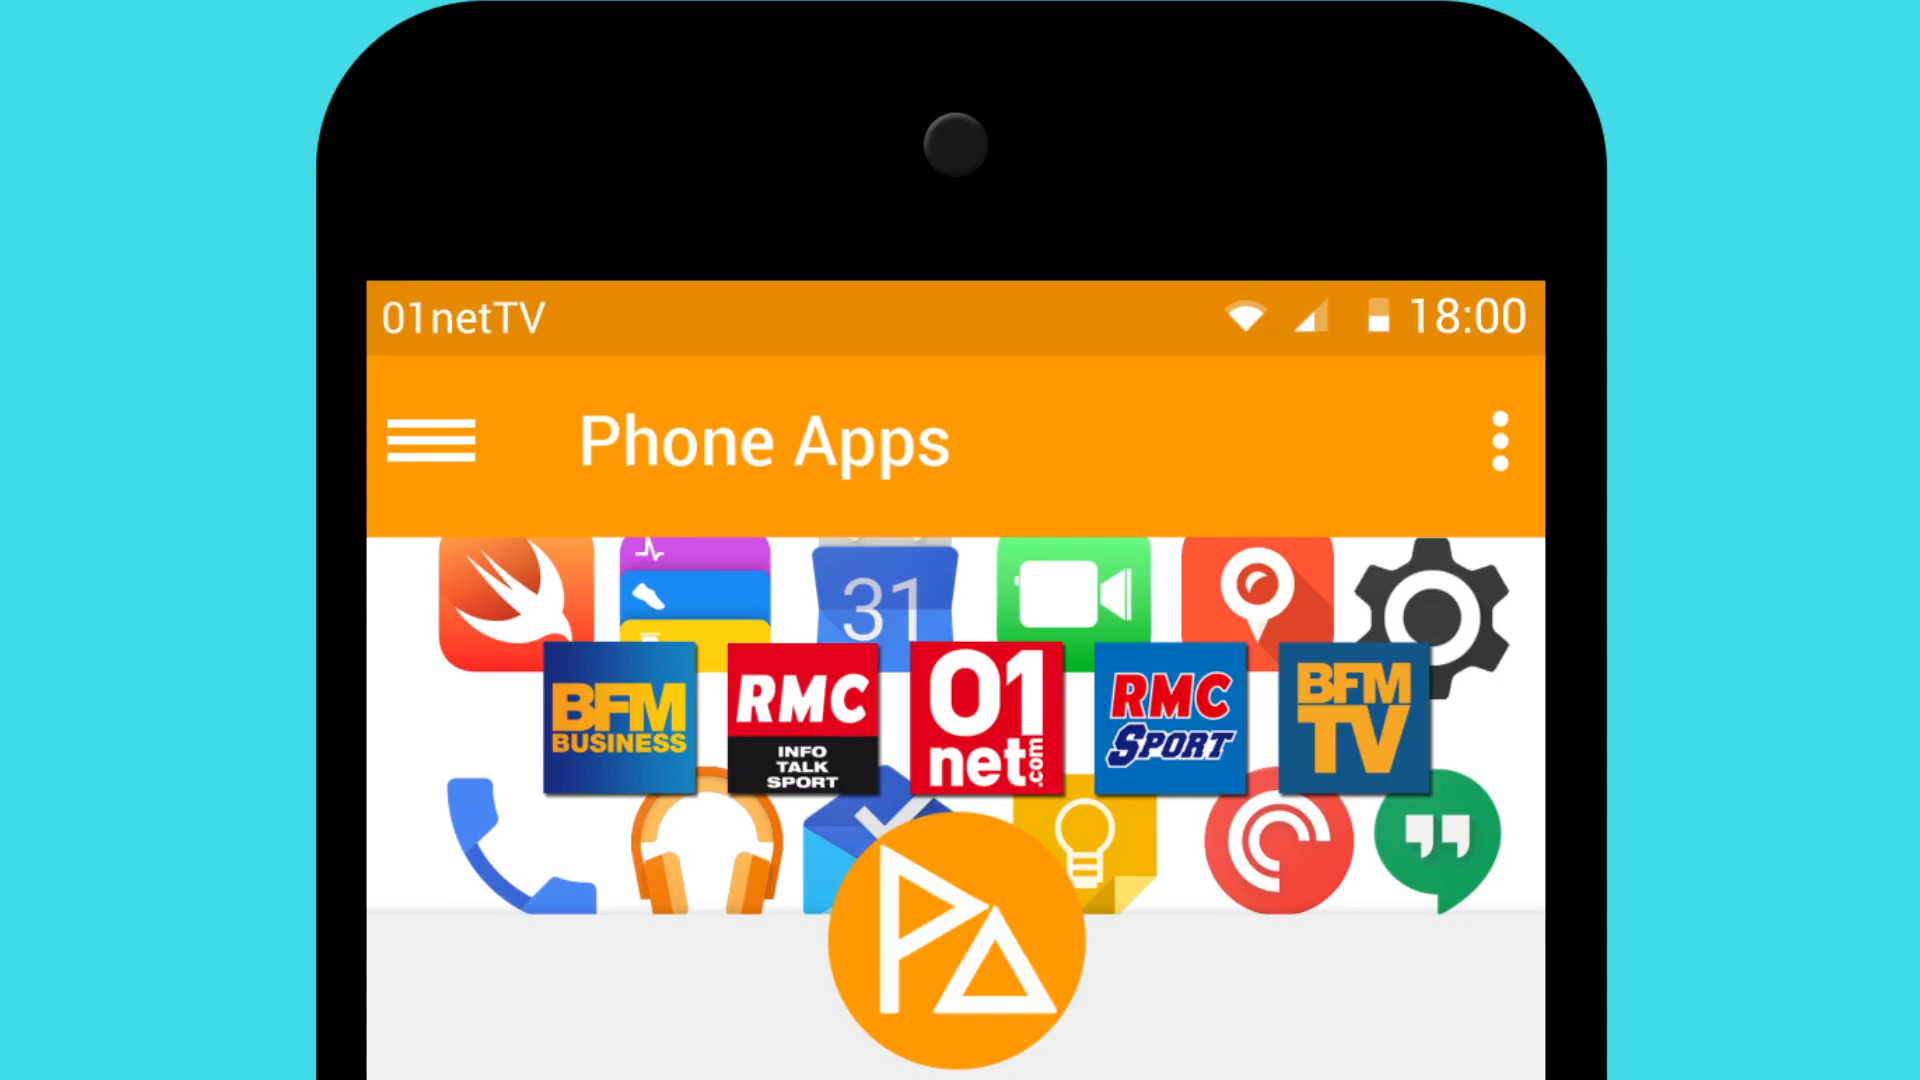 01netTV
18:00
Phone Apps
31
BFM
BUSINESS
RMC
INFO
TALK
SPORT
01
net.com
RMC
SPORT
BFM
TV
PA